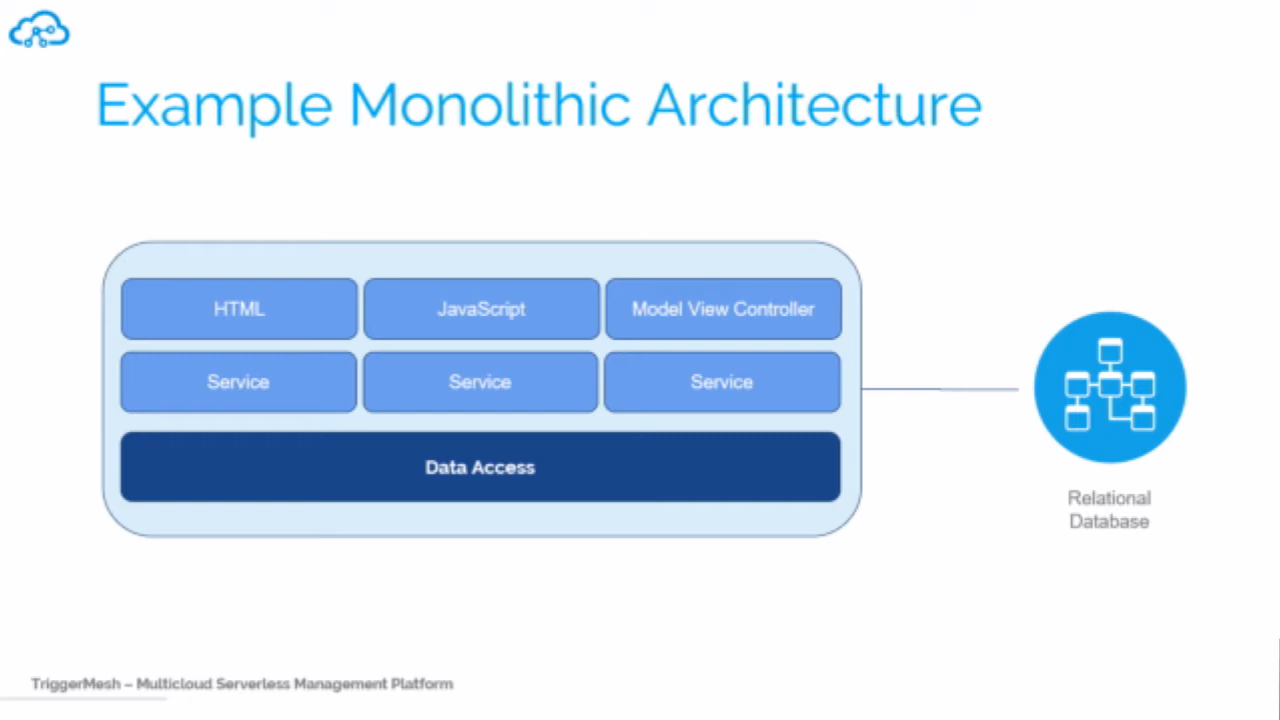 Example Monolithic Architecture
HTML
JavaScript
Model View Controller
Service
Service
Service
Data Access
Relational
Database
TriggerMesh – Multicloud Serverless Management Platform